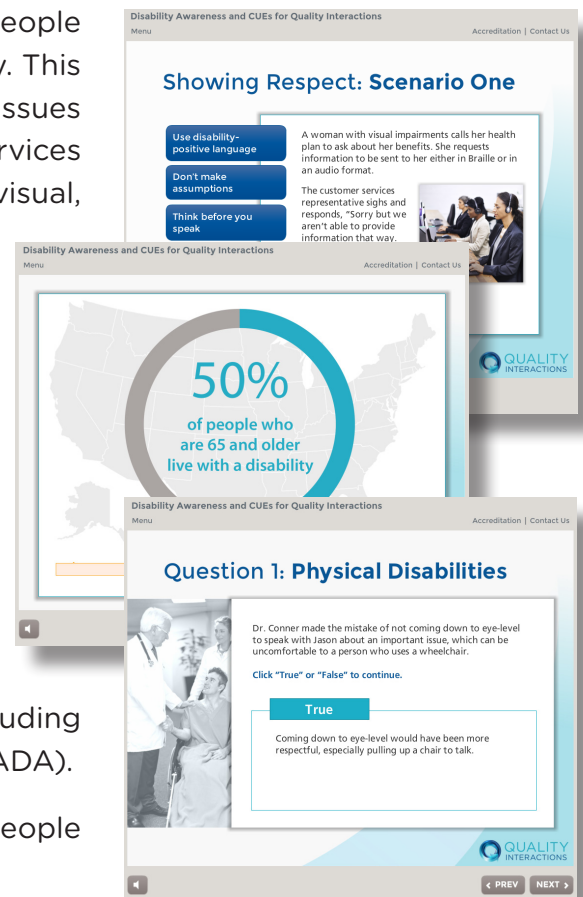 eople
y. This
issues
rvices
visual,
Disability Awareness and CUEs for Quality Interactions
Menu
Accreditation | Contact Us
Showing Respect: Scenario One
Use disability-
positive language
Don't make
assumptions
Think before you
speak
A woman with visual impairments calls her health
plan to ask about her benefits. She requests
information to be sent to her either in Braille or in
an audio format.
The customer services
representative sighs and
responds, "Sorry but we
aren't able to provide
information that way.
QUALITY
INTERACTIONS
Disability Awareness and CUEs for Quality Interactions
Menu
Accreditation | Contact Us
50%
of people who
are 65 and older
live with a disability
Disability Awareness and CUEs for Quality Interactions
Menu
Accreditation | Contact Us
Question 1: Physical Disabilities
Dr. Conner made the mistake of not coming down to eye-level
to speak with Jason about an important issue, which can be
uncomfortable to a person who uses a wheelchair.
Click "True" or "False" to continue.
True
Coming down to eye-level would have been more
respectful, especially pulling up a chair to talk.
QUALITY
INTERACTIONS
‹ PREV
NEXT ›
uding
ADA).
eople